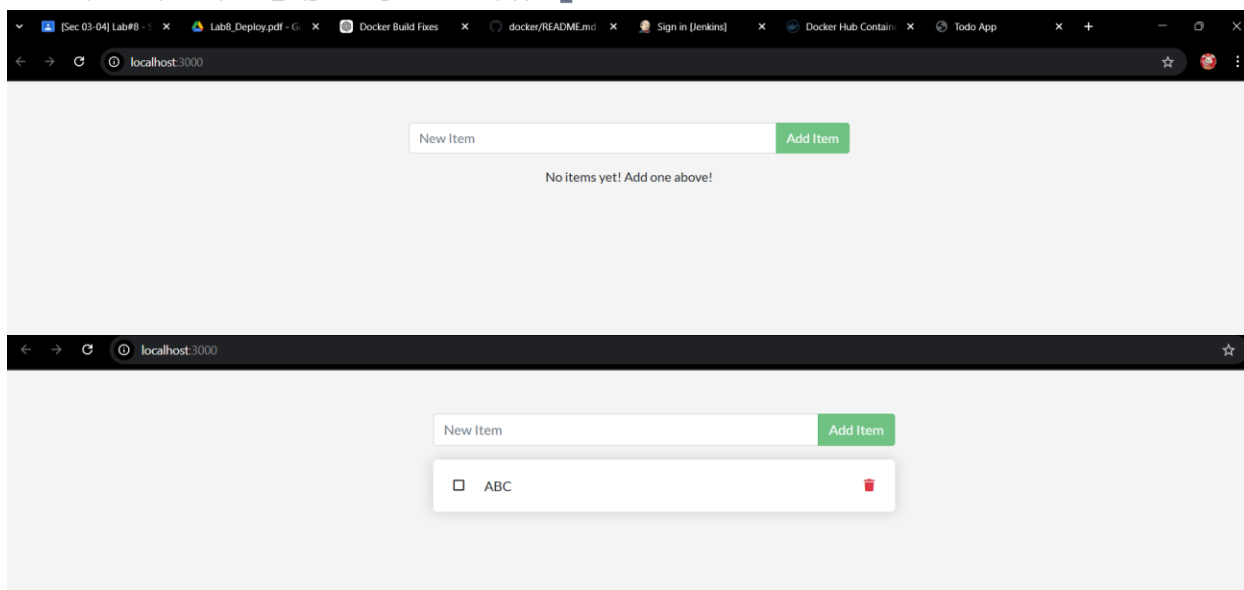 [Sec 03-04] Lab#8 - S
Lab8_Deploy.pdf - Go
Docker Build Fixes
docker/README.md
Sign in [Jenkins]
Docker Hub Containe
Todo App
localhost:3000
New Item
Add Item
No items yet! Add one above!
localhost:3000
New Item
Add Item
ABC